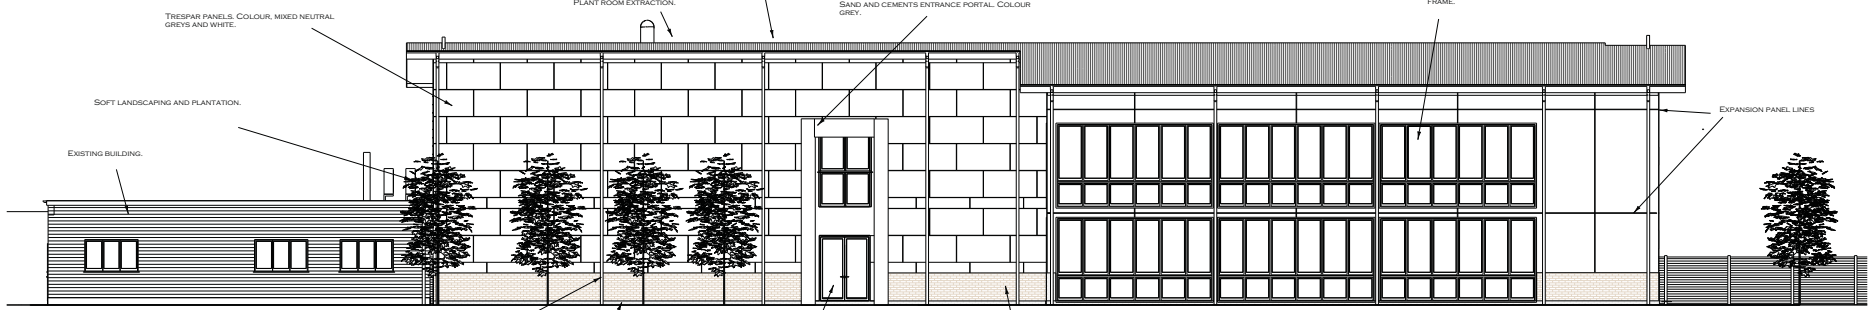 PLANT ROOM EXTRACTION.
SAND AND CEMENTS ENTRANCE PORTAL. COLOUR
GREY.
FRAME.
TRESPAR PANELS. COLOUR, MIXED NEUTRAL
GREYS AND WHITE.
SOFT LANDSCAPING AND PLANTATION.
EXPANSION PANEL LINES
EXISTING BUILDING.